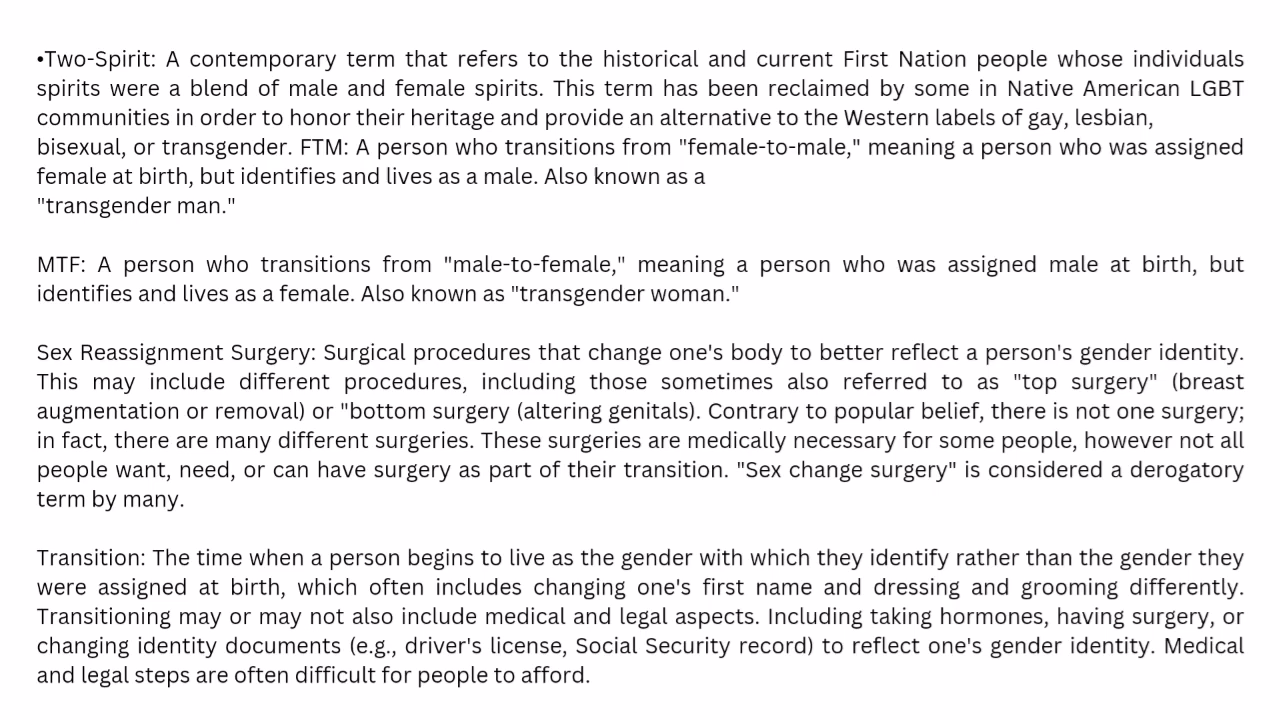 •Two-Spirit: A contemporary term that refers to the historical and current First Nation people whose individuals
spirits were a blend of male and female spirits. This term has been reclaimed by some in Native American LGBT
communities in order to honor their heritage and provide an alternative to the Western labels of gay, lesbian,
bisexual, or transgender. FTM: A person who transitions from "female-to-male," meaning a person who was assigned
female at birth, but identifies and lives as a male. Also known as a
"transgender man."

MTF: A person who transitions from "male-to-female," meaning a person who was assigned male at birth, but
identifies and lives as a female. Also known as "transgender woman."

Sex Reassignment Surgery: Surgical procedures that change one's body to better reflect a person's gender identity.
This may include different procedures, including those sometimes also referred to as "top surgery" (breast
augmentation or removal) or "bottom surgery (altering genitals). Contrary to popular belief, there is not one surgery;
in fact, there are many different surgeries. These surgeries are medically necessary for some people, however not all
people want, need, or can have surgery as part of their transition. "Sex change surgery" is considered a derogatory
term by many.

Transition: The time when a person begins to live as the gender with which they identify rather than the gender they
were assigned at birth, which often includes changing one's first name and dressing and grooming differently.
Transitioning may or may not also include medical and legal aspects. Including taking hormones, having surgery, or
changing identity documents (e.g., driver's license, Social Security record) to reflect one's gender identity. Medical
and legal steps are often difficult for people to afford.